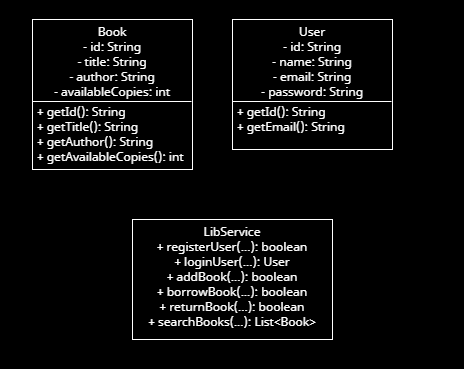 Book
- id: String
- title: String
- author: String
- availableCopies: int
+ getId(): String
+ getTitle(): String
+ getAuthor(): String
+ getAvailableCopies(): int
User
- id: String
- name: String
- email: String
- password: String
+ getId(): String
+ getEmail(): String
LibService
+ registerUser(...): boolean
+ loginUser(...): User
+ addBook(...): boolean
+ borrowBook(...): boolean
+ returnBook(...): boolean
+ searchBooks(...): List<Book>